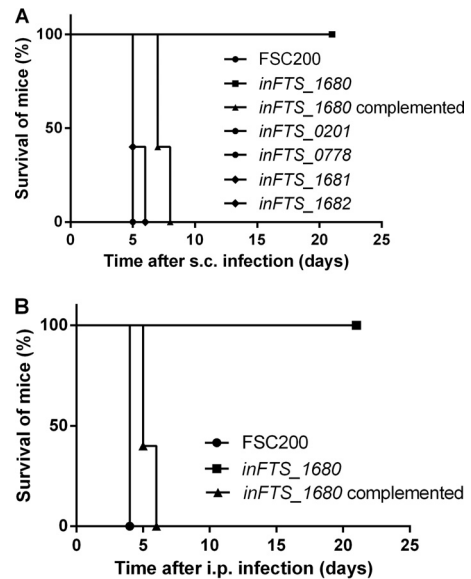 A
Survival of mice (%)
100
50
0
0 5 10 15 20 25
Time after s.c. infection (days)
FSC200
inFTS_1680
inFTS_1680 complemented
inFTS_0201
inFTS_0778
inFTS_1681
inFTS_1682
B
Survival of mice (%)
100
50
0
0 5 10 15 20 25
Time after i.p. infection (days)
FSC200
inFTS_1680
inFTS_1680 complemented